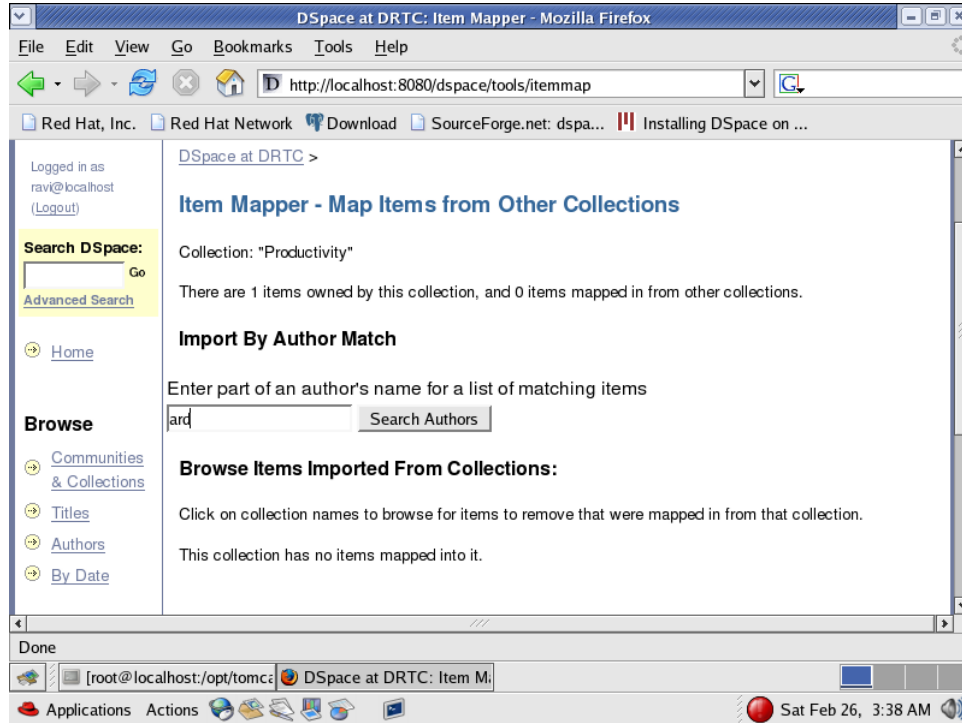 DSpace at DRTC: Item Mapper - Mozilla Firefox
File Edit View Go Bookmarks Tools Help
http://localhost:8080/dspace/tools/itemmap
Red Hat, Inc. Red Hat Network Download SourceForge.net: dspa... Installing DSpace on ...
Logged in as
ravi@localhost
(Logout)
Search DSpace:
Go
Advanced Search
Home
Browse
Communities
& Collections
Titles
Authors
By Date
DSpace at DRTC >
Item Mapper - Map Items from Other Collections
Collection: "Productivity"
There are 1 items owned by this collection, and 0 items mapped in from other collections.
Import By Author Match
Enter part of an author's name for a list of matching items
ard Search Authors
Browse Items Imported From Collections:
Click on collection names to browse for items to remove that were mapped in from that collection.
This collection has no items mapped into it.
Done
[root@localhost:/opt/tomca DSpace at DRTC: Item Ma
Applications Actions Sat Feb 26, 3:38 AM